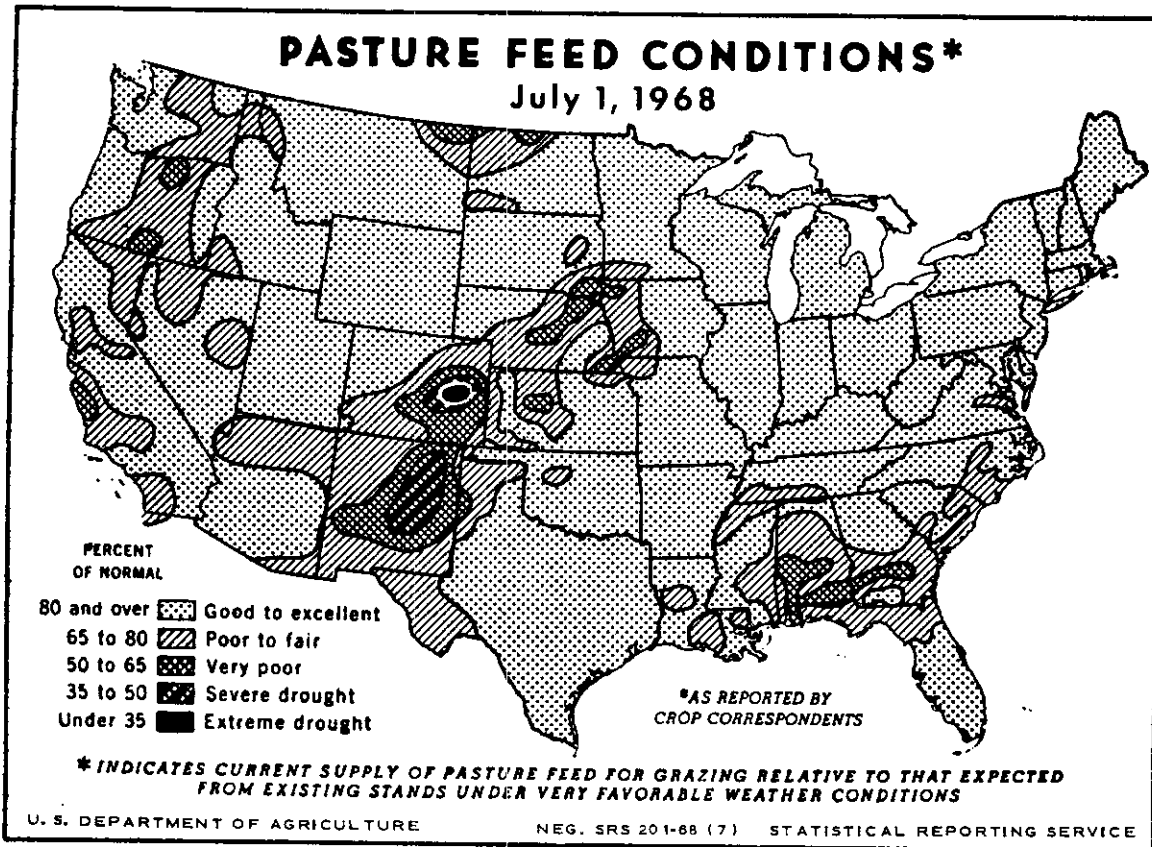 PASTURE FEED CONDITIONS*
July 1, 1968
PERCENT
OF NORMAL
80 and over Good to excellent
65 to 80 Poor to fair
50 to 65 Very poor
35 to 50 Severe drought
Under 35 Extreme drought
*AS REPORTED BY
CROP CORRESPONDENTS
* INDICATES CURRENT SUPPLY OF PASTURE FEED FOR GRAZING RELATIVE TO THAT EXPECTED
FROM EXISTING STANDS UNDER VERY FAVORABLE WEATHER CONDITIONS
U. S. DEPARTMENT OF AGRICULTURE NEG. SRS 201-68 (7) STATISTICAL REPORTING SERVICE